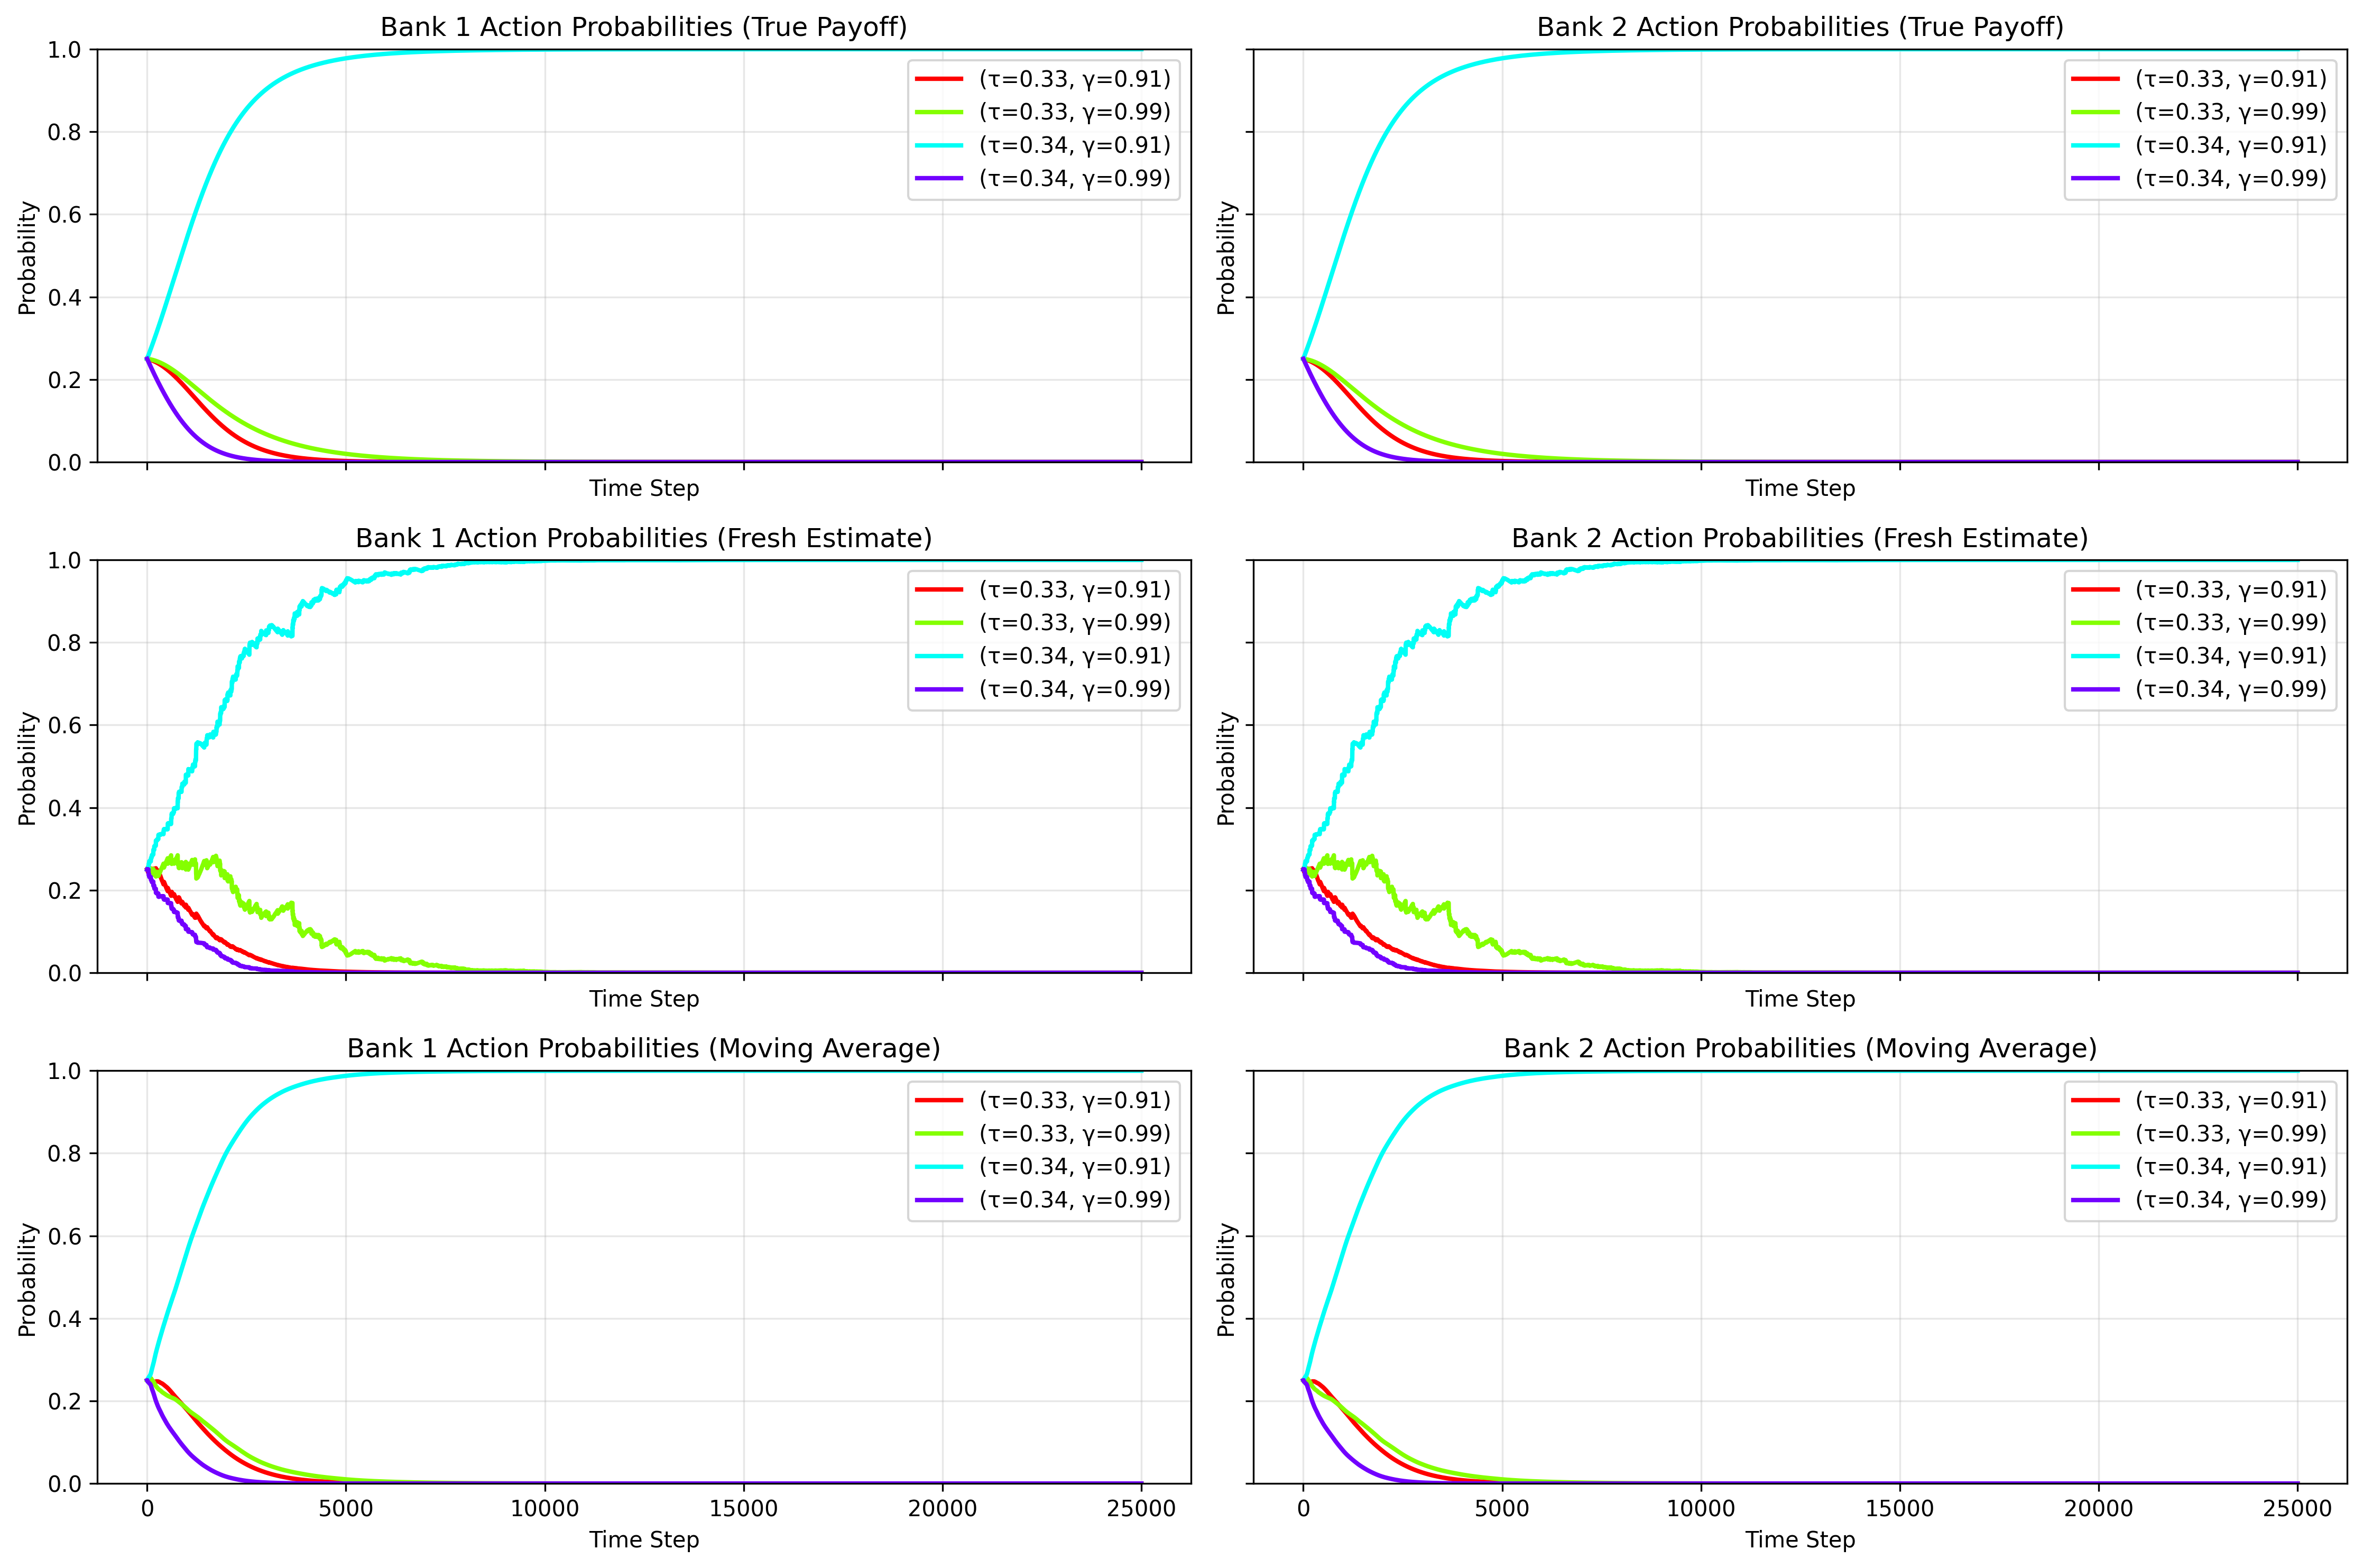 Bank 1 Action Probabilities (True Payoff)
1.0
0.8
0.6
0.4
0.2
0.0
Probability
(τ=0.33, γ=0.91)
(τ=0.33, γ=0.99)
(τ=0.34, γ=0.91)
(τ=0.34, γ=0.99)
Time Step
Bank 2 Action Probabilities (True Payoff)
Probability
(τ=0.33, γ=0.91)
(τ=0.33, γ=0.99)
(τ=0.34, γ=0.91)
(τ=0.34, γ=0.99)
Time Step
Bank 1 Action Probabilities (Fresh Estimate)
1.0
0.8
0.6
0.4
0.2
0.0
Probability
(τ=0.33, γ=0.91)
(τ=0.33, γ=0.99)
(τ=0.34, γ=0.91)
(τ=0.34, γ=0.99)
Time Step
Bank 2 Action Probabilities (Fresh Estimate)
Probability
(τ=0.33, γ=0.91)
(τ=0.33, γ=0.99)
(τ=0.34, γ=0.91)
(τ=0.34, γ=0.99)
Time Step
Bank 1 Action Probabilities (Moving Average)
1.0
0.8
0.6
0.4
0.2
0.0
Probability
(τ=0.33, γ=0.91)
(τ=0.33, γ=0.99)
(τ=0.34, γ=0.91)
(τ=0.34, γ=0.99)
0 5000 10000 15000 20000 25000
Time Step
Bank 2 Action Probabilities (Moving Average)
Probability
(τ=0.33, γ=0.91)
(τ=0.33, γ=0.99)
(τ=0.34, γ=0.91)
(τ=0.34, γ=0.99)
0 5000 10000 15000 20000 25000
Time Step